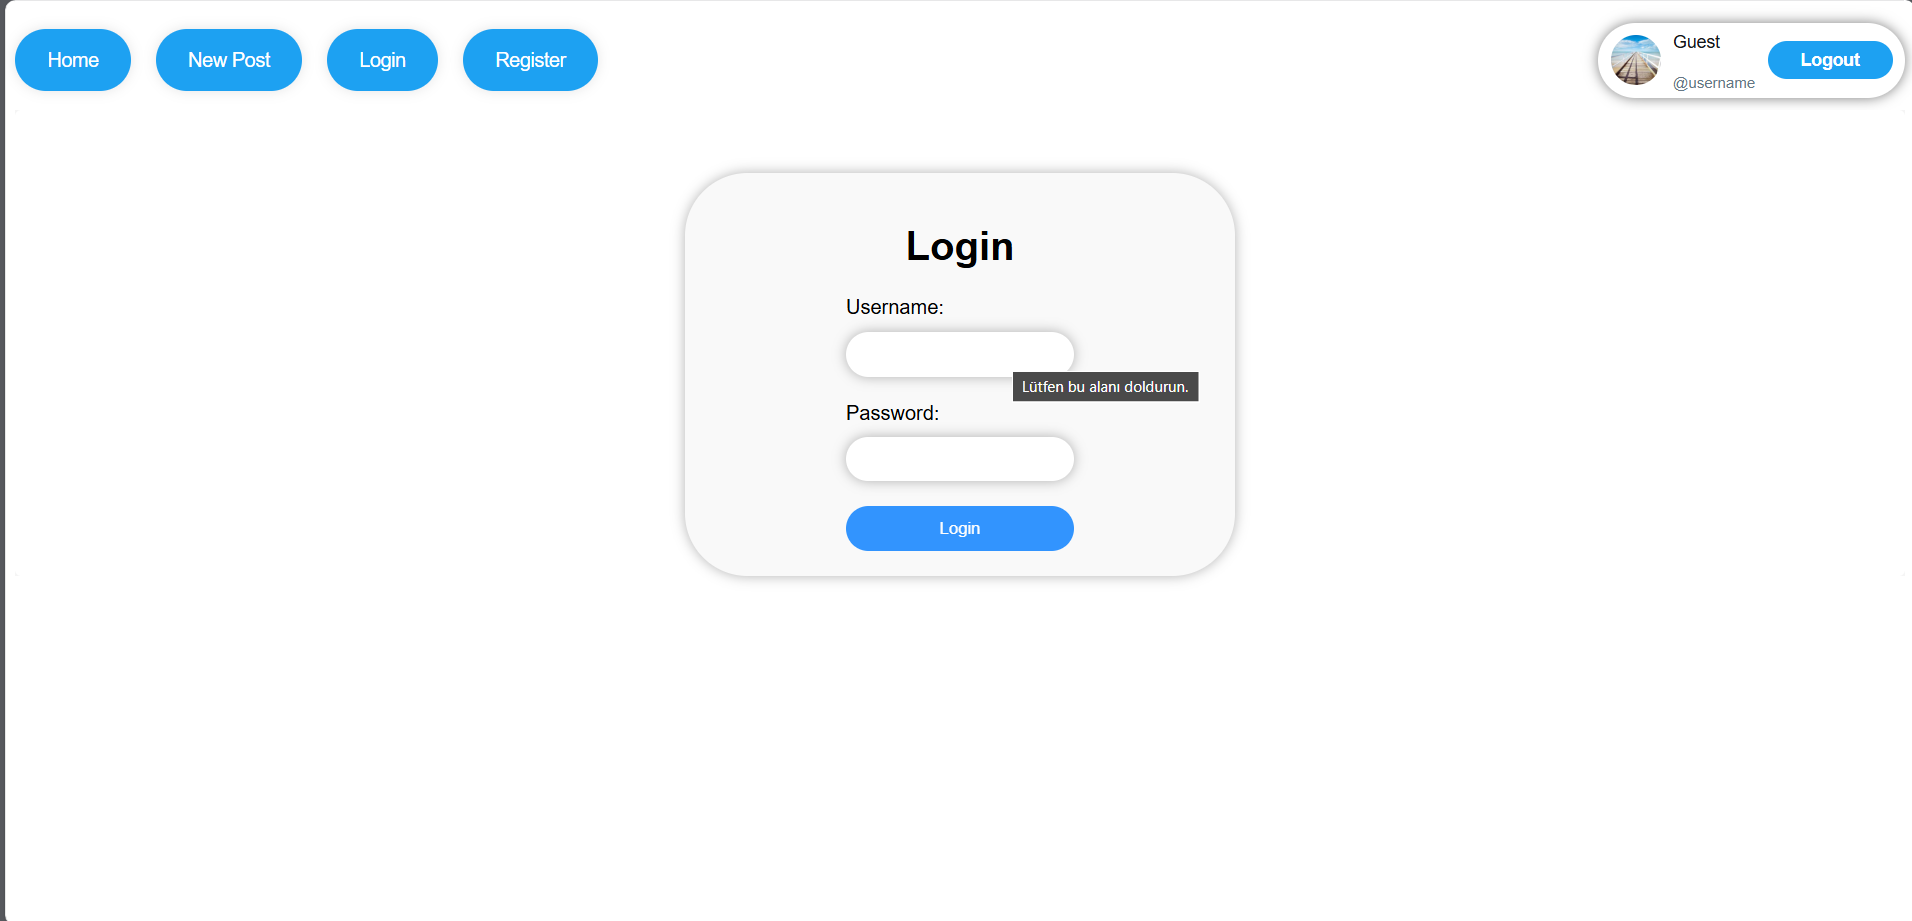 Home
New Post
Login
Register
Guest
@username
Logout
Login
Username:
Lütfen bu alanı doldurun.
Password:
Login